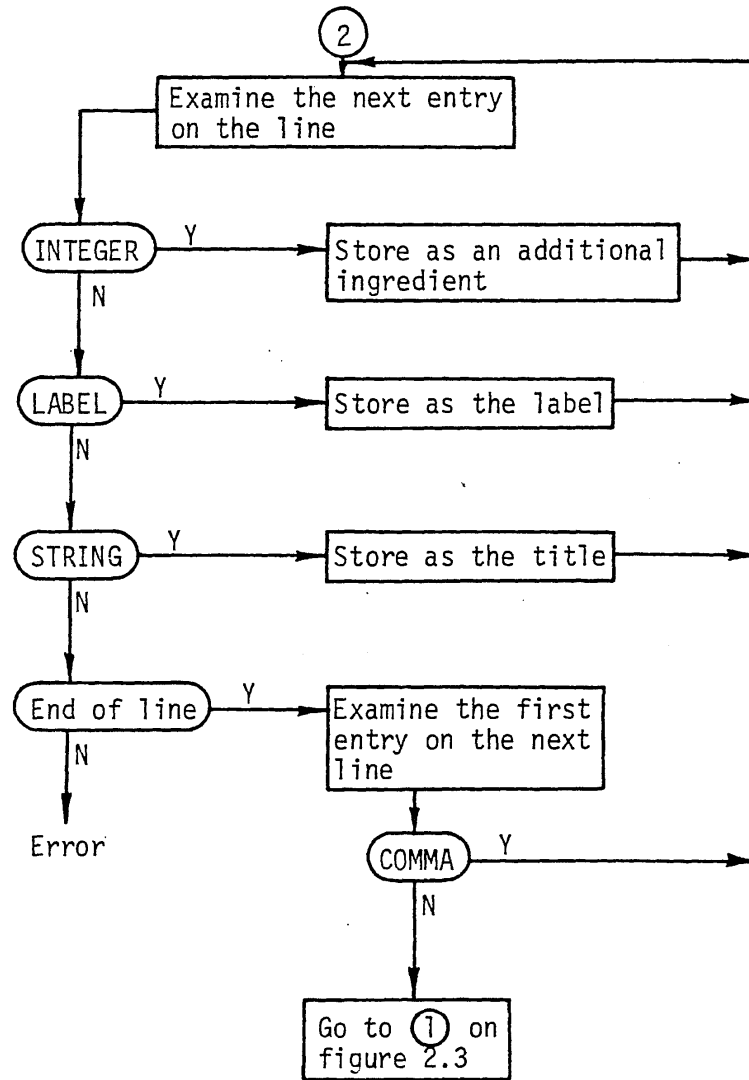 2
Examine the next entry
on the line
INTEGER
Y
Store as an additional
ingredient
N
LABEL
Y
Store as the label
N
STRING
Y
Store as the title
N
End of line
Y
Examine the first
entry on the next
line
N
Error
COMMA
Y
N
Go to 1 on
figure 2.3